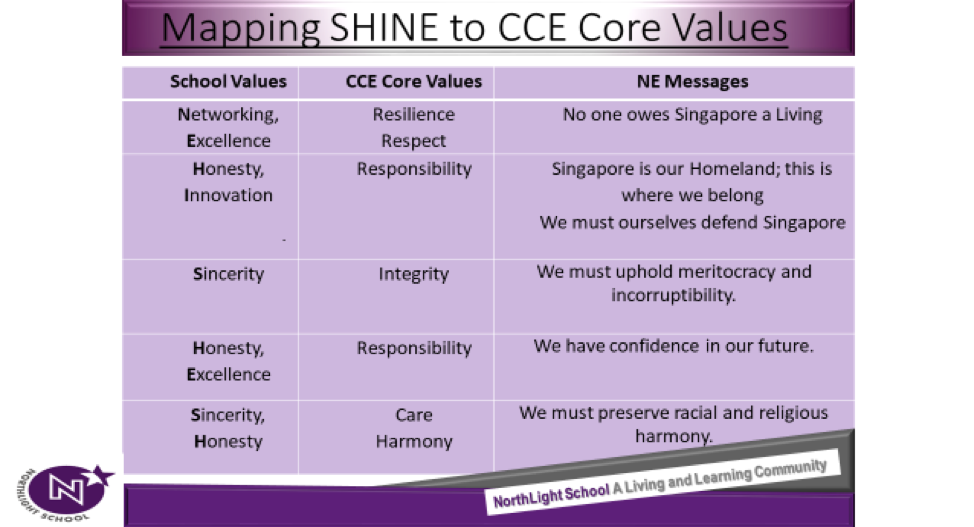 Mapping SHINE to CCE Core Values
School Values CCE Core Values NE Messages
Networking, Resilience No one owes Singapore a Living
Excellence Respect
Honesty, Responsibility Singapore is our Homeland; this is
Innovation where we belong
We must ourselves defend Singapore
.
Sincerity Integrity We must uphold meritocracy and
incorruptibility.
Honesty, Responsibility We have confidence in our future.
Excellence
Sincerity, Care We must preserve racial and religious
Honesty Harmony harmony.
NorthLight School A Living and Learning Community
NORTHLIGHT SCHOOL
N